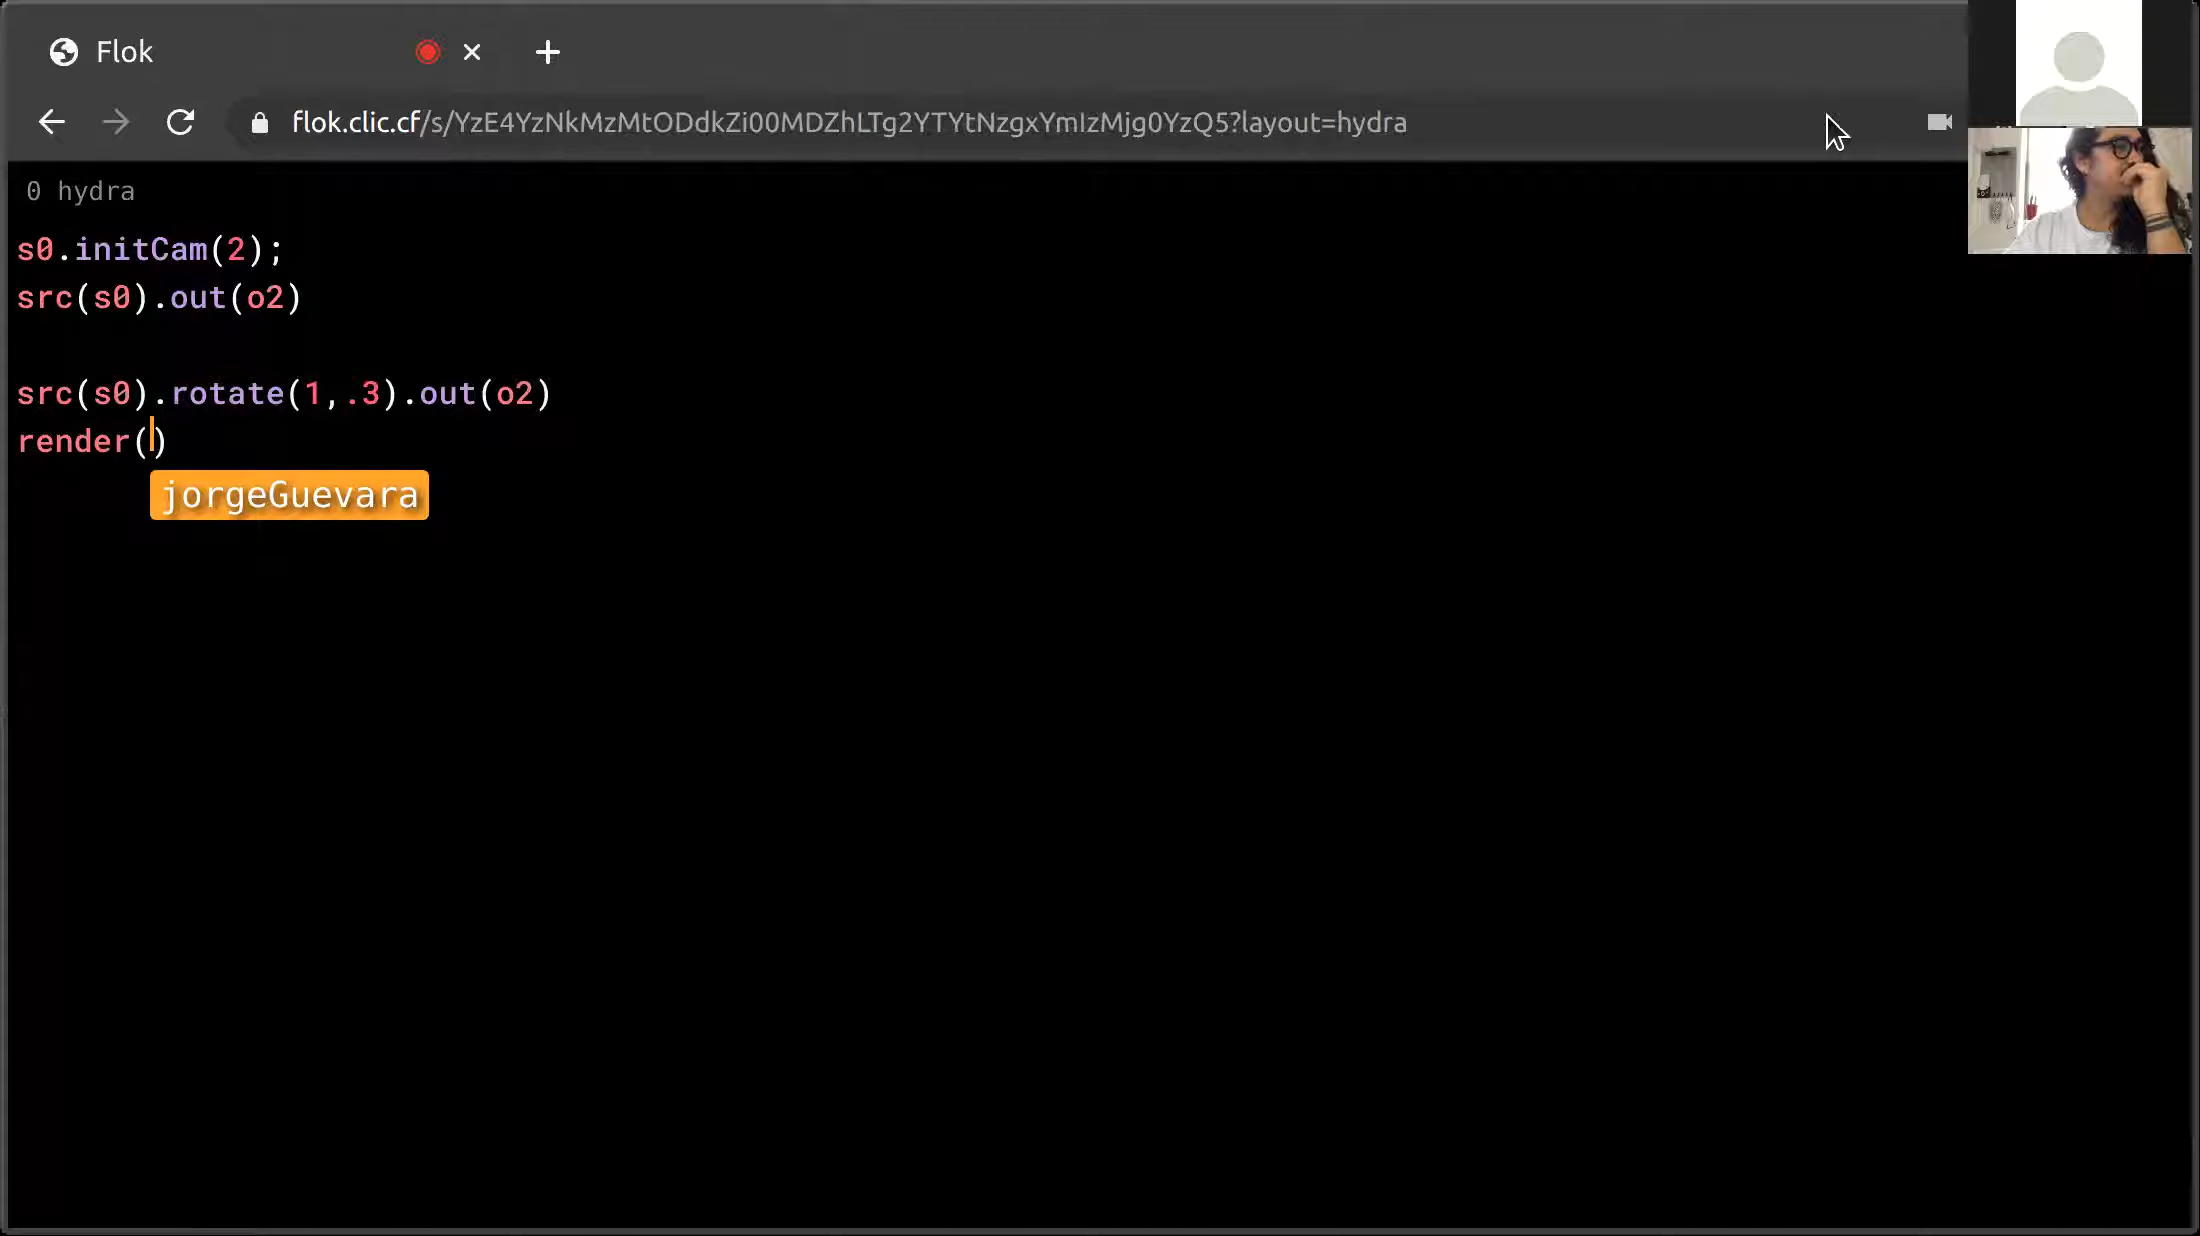 Flok
flok.clic.cf/s/YzE4YzNkMzMtODdkZi00MDZhLTg2YTYtNzgxYmIzMjg0YzQ5?layout=hydra
0 hydra
s0.initCam(2);
src(s0).out(o2)
src(s0).rotate(1,.3).out(o2)
render()
jorgeGuevara